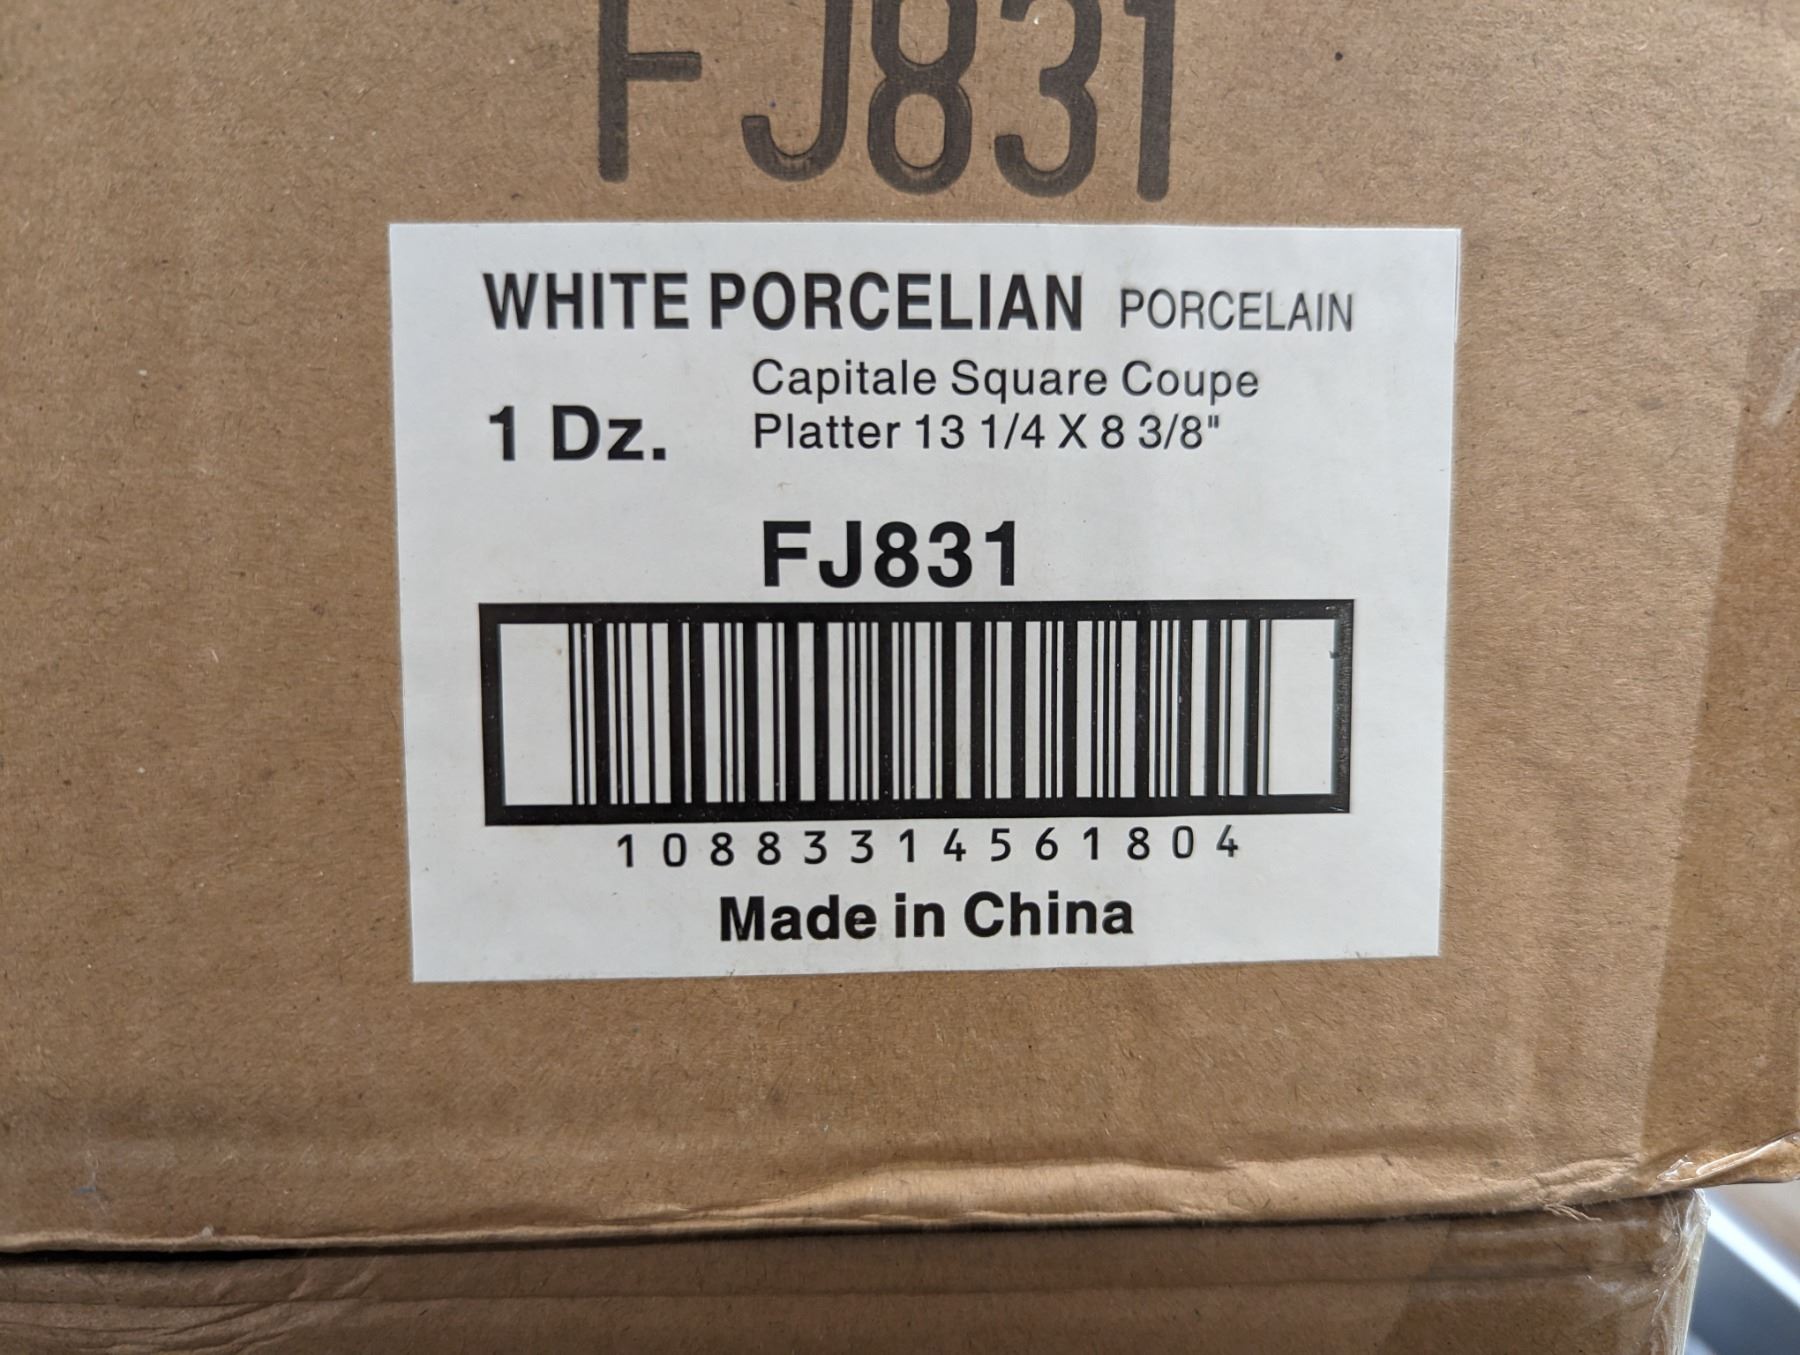 FJ831
WHITE PORCELIAN PORCELAIN
1 Dz.
Capitale Square Coupe
Platter 13 1/4 X 8 3/8"
FJ831
10883314561804
Made in China